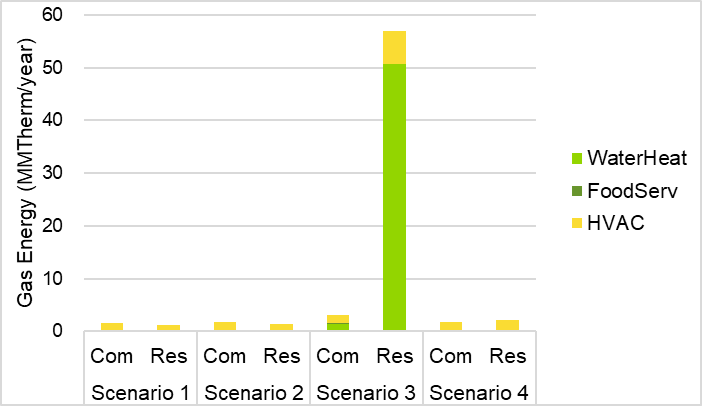 Gas Energy (MMTherm/year)
60
50
40
30
20
10
0
Com Res Com Res Com Res Com Res
Scenario 1 Scenario 2 Scenario 3 Scenario 4
WaterHeat
FoodServ
HVAC